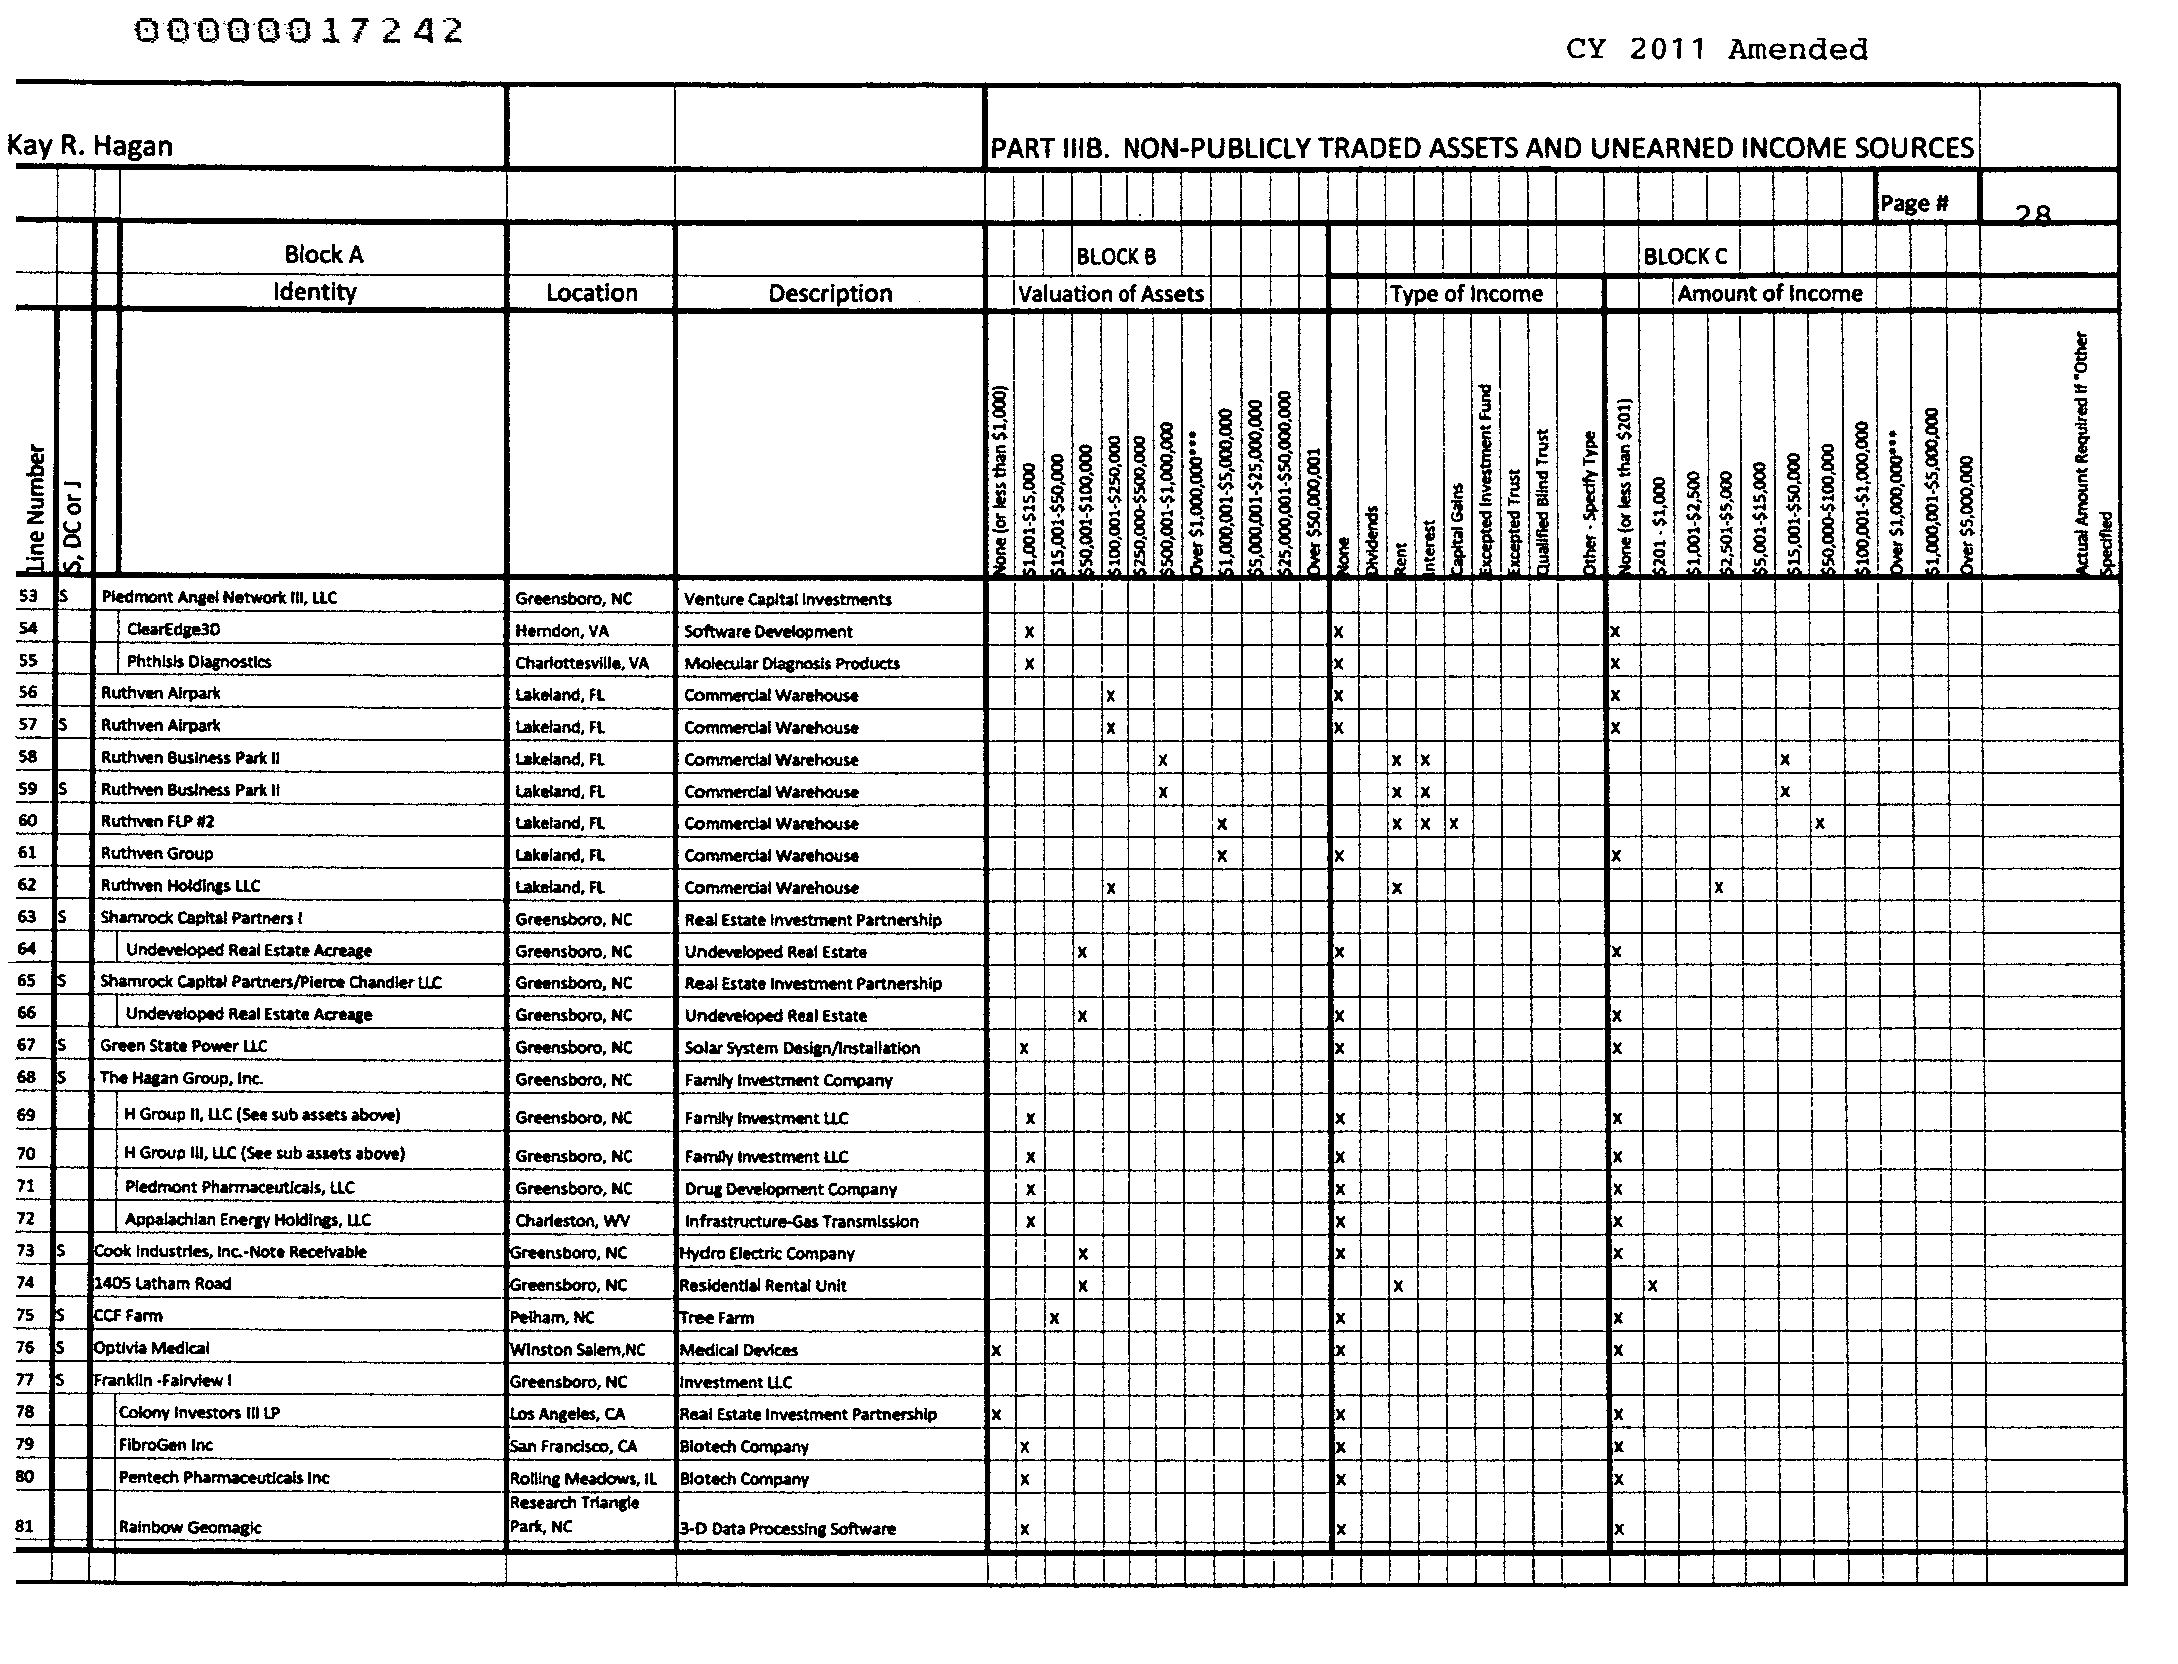 00000017242
CY 2011 Amended
Kay R. Hagan PART IIIB. NON-PUBLICLY TRADED ASSETS AND UNEARNED INCOME SOURCES
Page # 28
Block A BLOCK B BLOCK C
Identity Location Description Valuation of Assets Type of Income Amount of Income
Line Number
S, DC or J
None (or less than $1,000)
$1,001-$15,000
$15,001-$50,000
$50,001-$100,000
$100,001-$250,000
$250,000-$500,000
$500,001-$1,000,000
Over $1,000,000***
$1,000,001-$5,000,000
$5,000,001-$25,000,000
$25,000,001-$50,000,000
Over $50,000,001
None
Dividends
Rent
Interest
Capital Gains
Excepted Investment Fund
Excepted Trust
Qualified Blind Trust
Other - Specify Type
None (or less than $201)
$201 - $1,000
$1,001-$2,500
$2,501-$5,000
$5,001-$15,000
$15,001-$50,000
$50,000-$100,000
$100,001-$1,000,000
Over $1,000,000***
$1,000,001-$5,000,000
Over $5,000,000
Actual Amount Required if "Other
Specified
53 S Piedmont Angel Network III, LLC Greensboro, NC Venture Capital Investments
54 ClearEdge3D Herndon, VA Software Development x x x
55 Phthisis Diagnostics Charlottesville, VA Molecular Diagnosis Products x x x
56 Ruthven Airpark Lakeland, FL Commercial Warehouse x x x
57 S Ruthven Airpark Lakeland, FL Commercial Warehouse x x x
58 Ruthven Business Park II Lakeland, FL Commercial Warehouse x x x x
59 S Ruthven Business Park II Lakeland, FL Commercial Warehouse x x x x
60 Ruthven FLP #2 Lakeland, FL Commercial Warehouse x x x x x
61 Ruthven Group Lakeland, FL Commercial Warehouse x x x
62 Ruthven Holdings LLC Lakeland, FL Commercial Warehouse x x x
63 S Shamrock Capital Partners I Greensboro, NC Real Estate Investment Partnership
64 Undeveloped Real Estate Acreage Greensboro, NC Undeveloped Real Estate x x x
65 S Shamrock Capital Partners/Pierce Chandler LLC Greensboro, NC Real Estate Investment Partnership
66 Undeveloped Real Estate Acreage Greensboro, NC Undeveloped Real Estate x x x
67 S Green State Power LLC Greensboro, NC Solar System Design/Installation x x x
68 S The Hagan Group, Inc. Greensboro, NC Family Investment Company
69 H Group II, LLC (See sub assets above) Greensboro, NC Family Investment LLC x x x
70 H Group III, LLC (See sub assets above) Greensboro, NC Family Investment LLC x x x
71 Piedmont Pharmaceuticals, LLC Greensboro, NC Drug Development Company x x x
72 Appalachian Energy Holdings, LLC Charleston, WV Infrastructure-Gas Transmission x x x
73 S Cook Industries, Inc.-Note Receivable Greensboro, NC Hydro Electric Company x x x
74 1405 Latham Road Greensboro, NC Residential Rental Unit x x x
75 S CCF Farm Pelham, NC Tree Farm x x x
76 S Optivia Medical Winston Salem,NC Medical Devices x x x
77 S Franklin -Fairview I Greensboro, NC Investment LLC
78 Colony Investors III LP Los Angeles, CA Real Estate Investment Partnership x x x
79 FibroGen Inc San Francisco, CA Biotech Company x x x
80 Pentech Pharmaceuticals Inc Rolling Meadows, IL Biotech Company x x x
Research Triangle
81 Rainbow Geomagic Park, NC 3-D Data Processing Software x x x